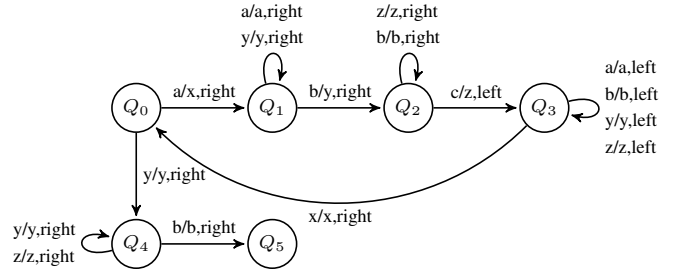 a/a,right
y/y,right
z/z,right
b/b,right
a/a,left
b/b,left
y/y,left
z/z,left
Q0
a/x,right
Q1
b/y,right
Q2
c/z,left
Q3
y/y,right
x/x,right
y/y,right
z/z,right
Q4
b/b,right
Q5